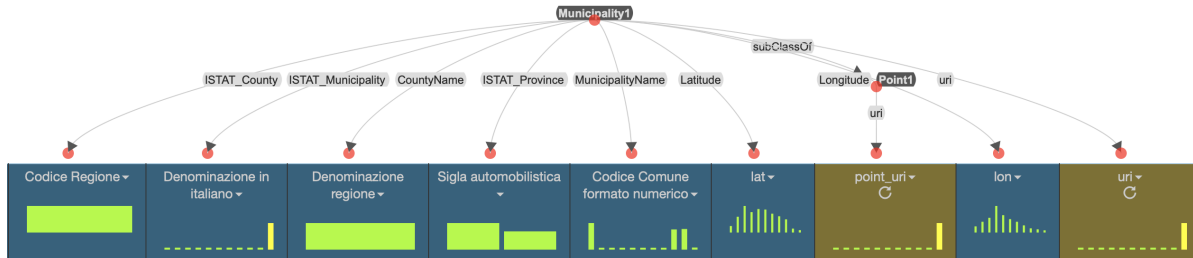 Municipality1
subClassOf
ISTAT_County
ISTAT_Municipality
CountyName
ISTAT_Province
MunicipalityName
Latitude
Longitude
Point1
uri
uri
Codice Regione
Denominazione in
italiano
Denominazione
regione
Sigla automobilistica
Codice Comune
formato numerico
lat
point_uri
lon
uri